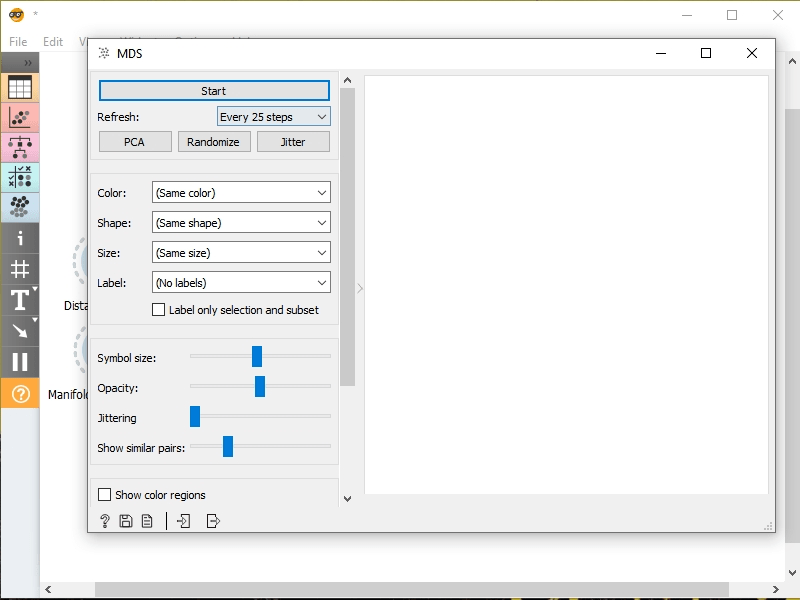 *
File Edit
MDS
Start
Refresh: Every 25 steps
PCA Randomize Jitter
Color: (Same color)
Shape: (Same shape)
Size: (Same size)
Label: (No labels)
Label only selection and subset
Symbol size:
Opacity:
Jittering
Show similar pairs:
Show color regions
Dista
Manifol